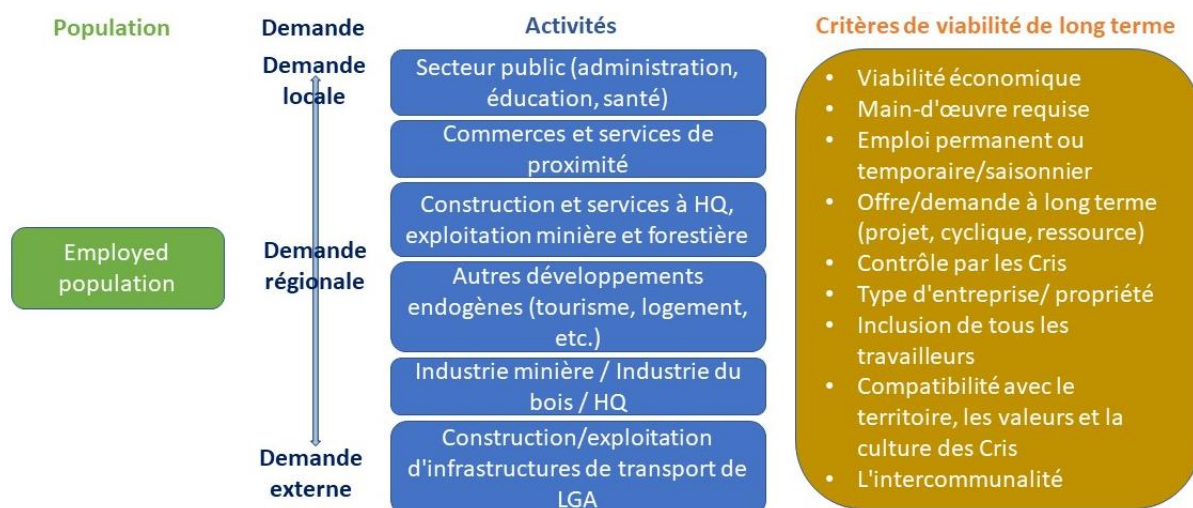 Population
Employed
population
Demande
Demande
locale
Demande
régionale
Demande
externe
Activités
Secteur public (administration,
éducation, santé)
Commerces et services de
proximité
Construction et services à HQ,
exploitation minière et forestière
Autres développements
endogènes (tourisme, logement,
etc.)
Industrie minière / Industrie du
bois / HQ
Construction/exploitation
d'infrastructures de transport de
LGA
Critères de viabilité de long terme
• Viabilité économique
• Main-d'œuvre requise
• Emploi permanent ou
temporaire/saisonnier
• Offre/demande à long terme
(projet, cyclique, ressource)
• Contrôle par les Cris
• Type d'entreprise/ propriété
• Inclusion de tous les
travailleurs
• Compatibilité avec le
territoire, les valeurs et la
culture des Cris
• L'intercommunalité